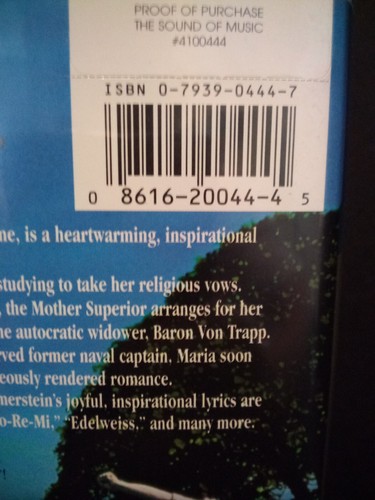 PROOF OF PURCHASE
THE SOUND OF MUSIC
#4100444
ISBN 0-7939-0444-7
0 8616-20044-4 5
me, is a heartwarming, inspirational
studying to take her religious vows.
, the Mother Superior arranges for her
he autocratic widower, Baron Von Trapp.
rved former naval captain, Maria soon
eously rendered romance.
merstein's joyful, inspirational lyrics are
o-Re-Mi," "Edelweiss," and many more.